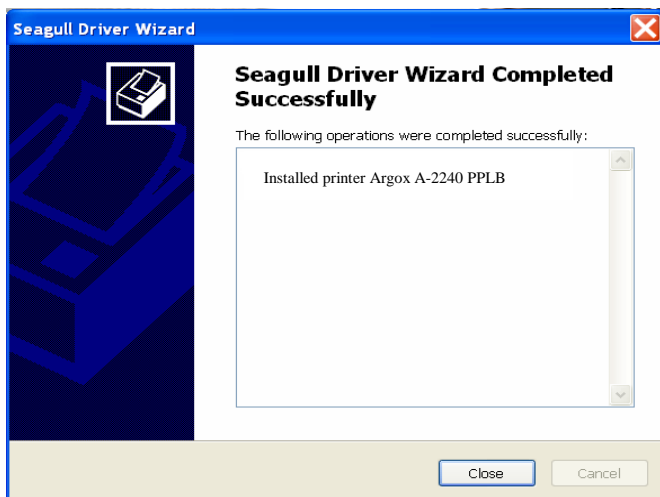 Seagull Driver Wizard
Seagull Driver Wizard Completed
Successfully
The following operations were completed successfully:
Installed printer Argox A-2240 PPLB
Close
Cancel